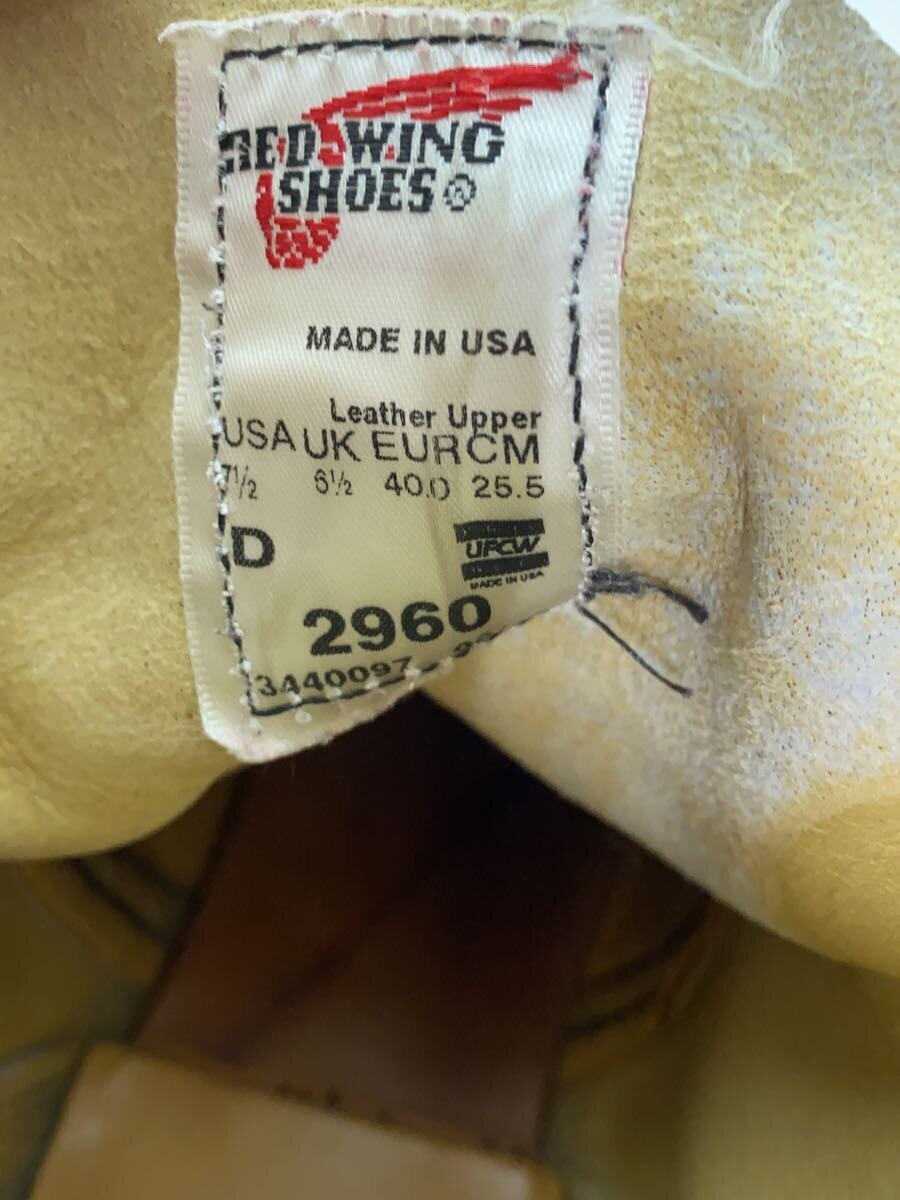 RED WING
SHOES®
MADE IN USA
Leather Upper
USA UK EUR CM
7½ 6½ 40.0 25.5
D
UFCW
MADE IN USA
2960
3440097